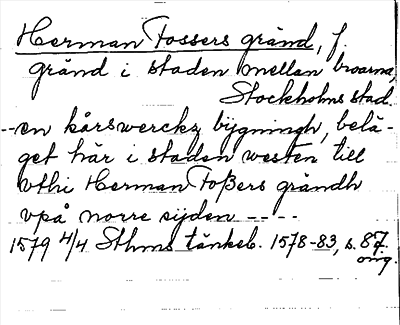 Herman Fossers gränd, f.
gränd i staden mellan broarna,
Stockholms stad.
--en kårswerckz bijgningh, belä-
get här i staden westen till
vthi Herman Foßers grändh
vpå norre sijden ----
1579 4/4 Sthms tänkeb. 1578-83, s. 87.
orig.